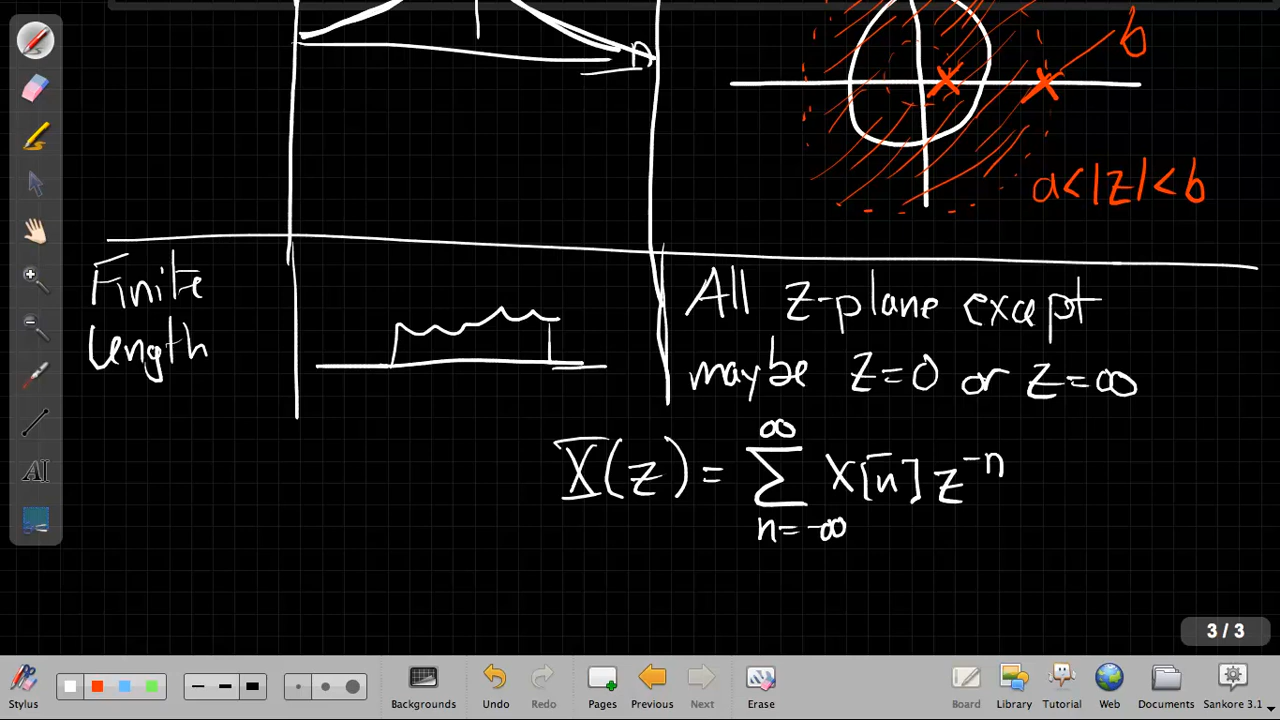 n
b
a<|z|<b
Finite
Length
All z-plane except
maybe z=0 or z=∞
X(z) = ∑ x[n] z^-n
∞
n=-∞
3 / 3
Stylus
Backgrounds
Undo
Redo
Pages
Previous
Next
Erase
Board
Library
Tutorial
Web
Documents
Sankore 3.1
AI